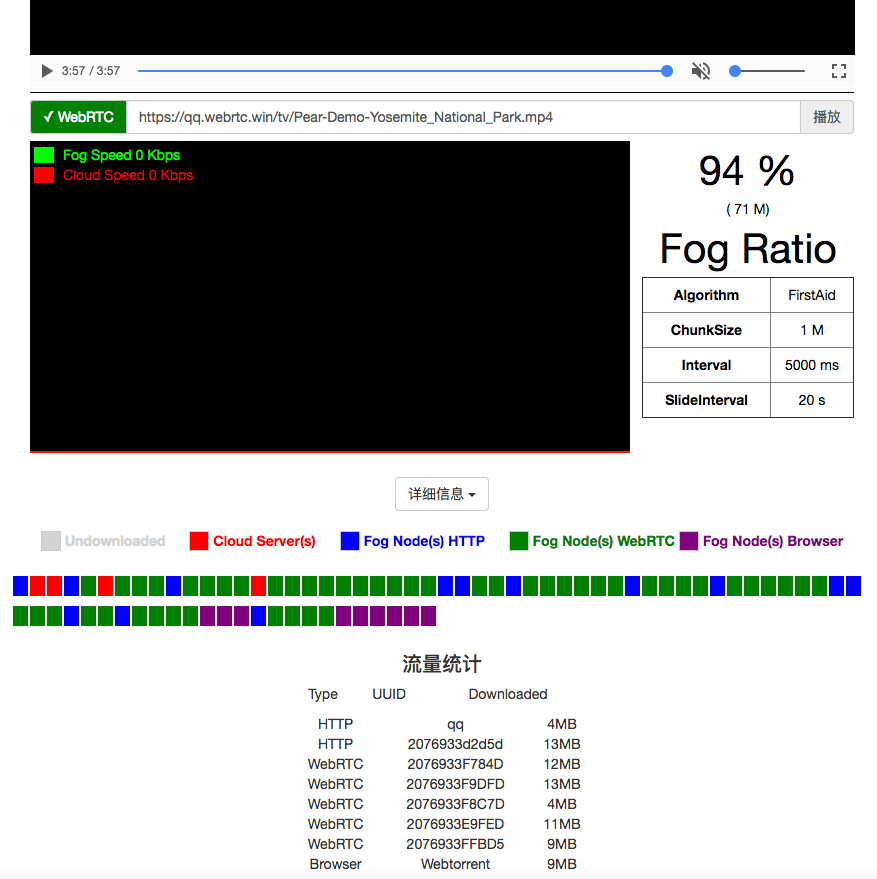 3:57 / 3:57
✓ WebRTC https://qq.webrtc.win/tv/Pear-Demo-Yosemite_National_Park.mp4 播放
Fog Speed 0 Kbps
Cloud Speed 0 Kbps
94 %
( 71 M)
Fog Ratio
Algorithm FirstAid
ChunkSize 1 M
Interval 5000 ms
SlideInterval 20 s
详细信息
Undownloaded Cloud Server(s) Fog Node(s) HTTP Fog Node(s) WebRTC Fog Node(s) Browser
流量统计
Type UUID Downloaded
HTTP qq 4MB
HTTP 2076933d2d5d 13MB
WebRTC 2076933F784D 12MB
WebRTC 2076933F9DFD 13MB
WebRTC 2076933F8C7D 4MB
WebRTC 2076933E9FED 11MB
WebRTC 2076933FFBD5 9MB
Browser Webtorrent 9MB